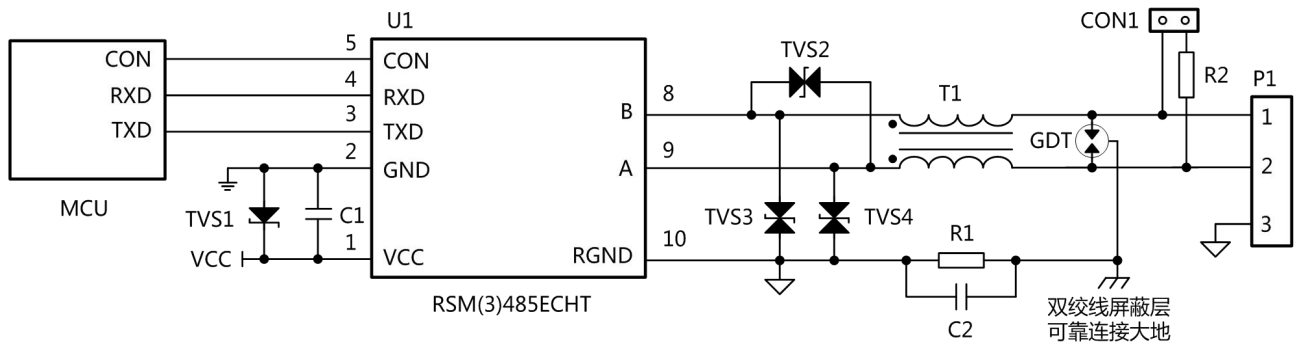 U1
CON1
MCU
CON
RXD
TXD
5
4
3
2
1
CON
RXD
TXD
GND
VCC
B
A
RGND
8
9
10
RSM(3)485ECHT
TVS1
C1
VCC
TVS2
TVS3
TVS4
T1
GDT
R2
P1
1
2
3
R1
C2
双绞线屏蔽层
可靠连接大地